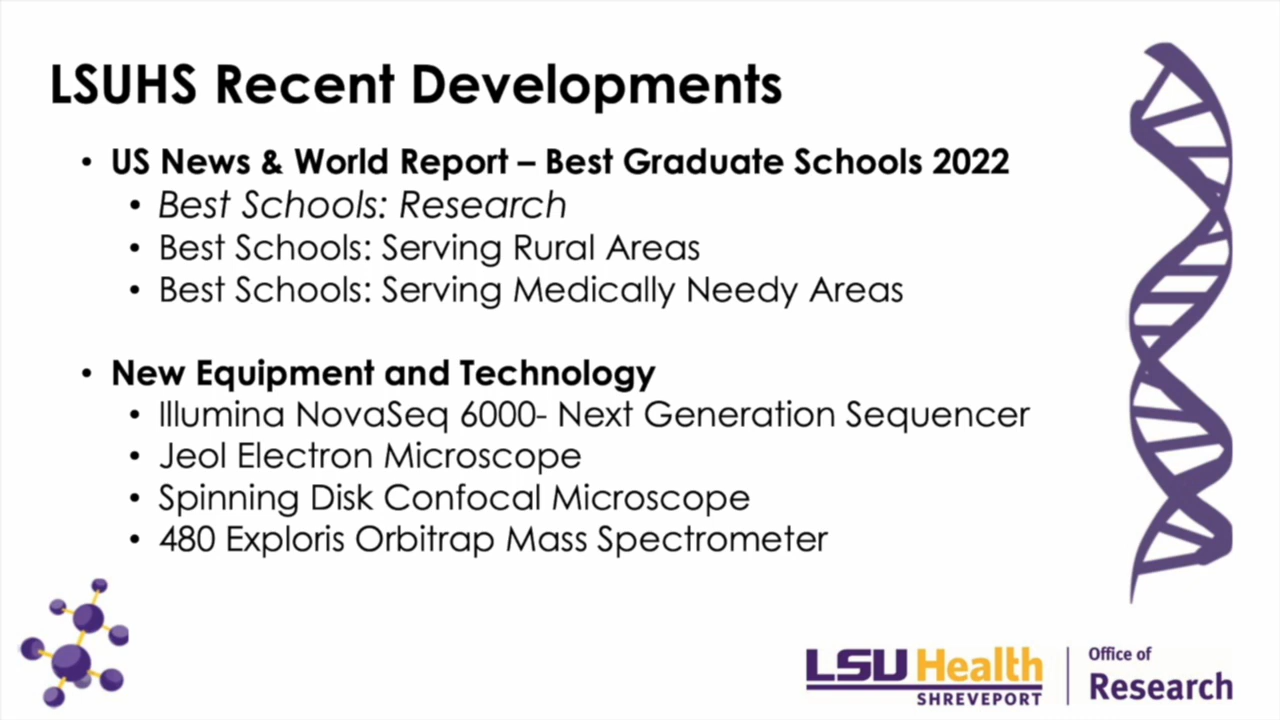 LSUHS Recent Developments
• US News & World Report – Best Graduate Schools 2022
• Best Schools: Research
• Best Schools: Serving Rural Areas
• Best Schools: Serving Medically Needy Areas
• New Equipment and Technology
• Illumina NovaSeq 6000- Next Generation Sequencer
• Jeol Electron Microscope
• Spinning Disk Confocal Microscope
• 480 Exploris Orbitrap Mass Spectrometer
LSU Health
SHREVEPORT
Office of
Research